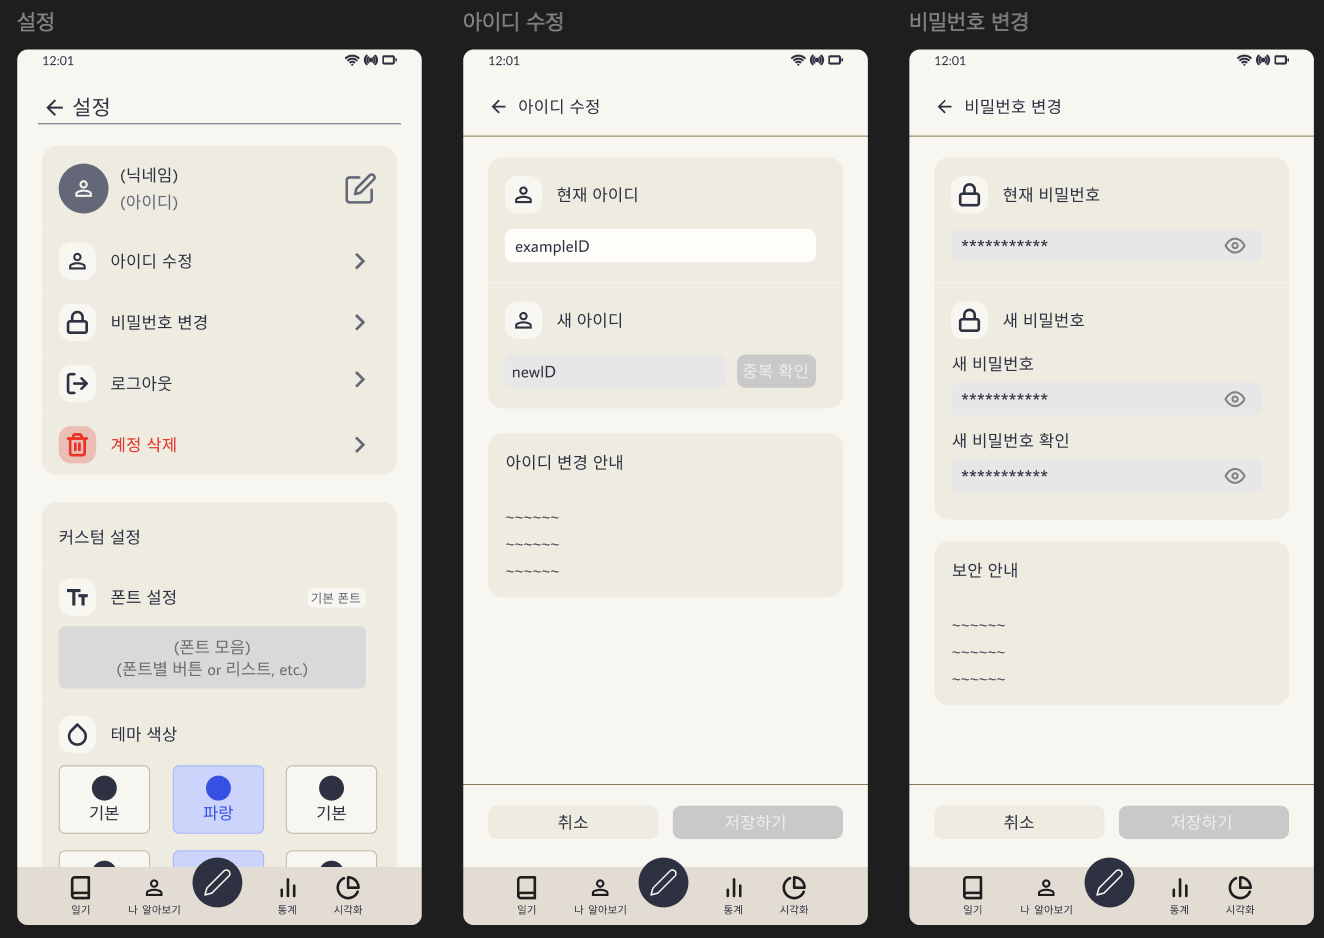 설정
12:01
설정
(닉네임)
(아이디)
아이디 수정
비밀번호 변경
로그아웃
계정 삭제
커스텀 설정
폰트 설정
기본 폰트
(폰트 모음)
(폰트별 버튼 or 리스트, etc.)
테마 색상
기본
파랑
기본
일기
나 알아보기
통계
시각화
아이디 수정
12:01
아이디 수정
현재 아이디
exampleID
새 아이디
newID
중복 확인
아이디 변경 안내
~~~~~~
~~~~~~
~~~~~~
취소
저장하기
일기
나 알아보기
통계
시각화
비밀번호 변경
12:01
비밀번호 변경
현재 비밀번호
***********
새 비밀번호
새 비밀번호
***********
새 비밀번호 확인
***********
보안 안내
~~~~~~
~~~~~~
~~~~~~
취소
저장하기
일기
나 알아보기
통계
시각화